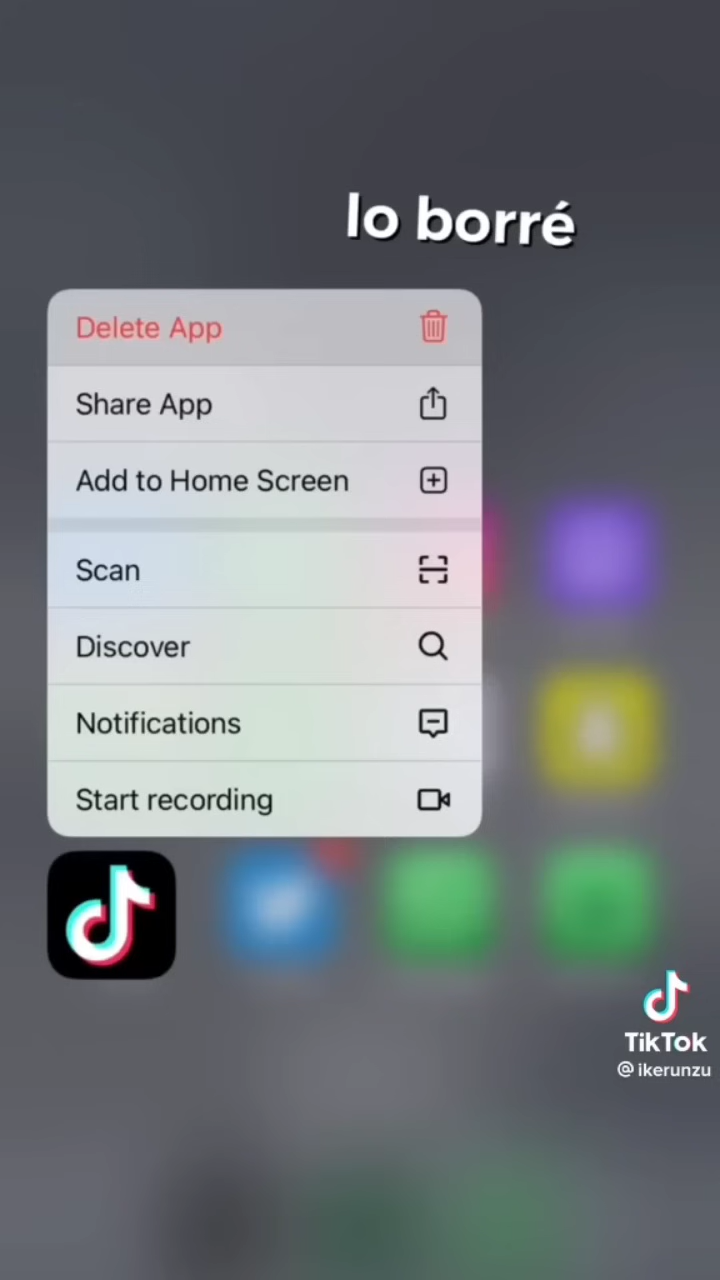 lo borré
Delete App
Share App
Add to Home Screen
Scan
Discover
Notifications
Start recording
TikTok
@ikerunzu